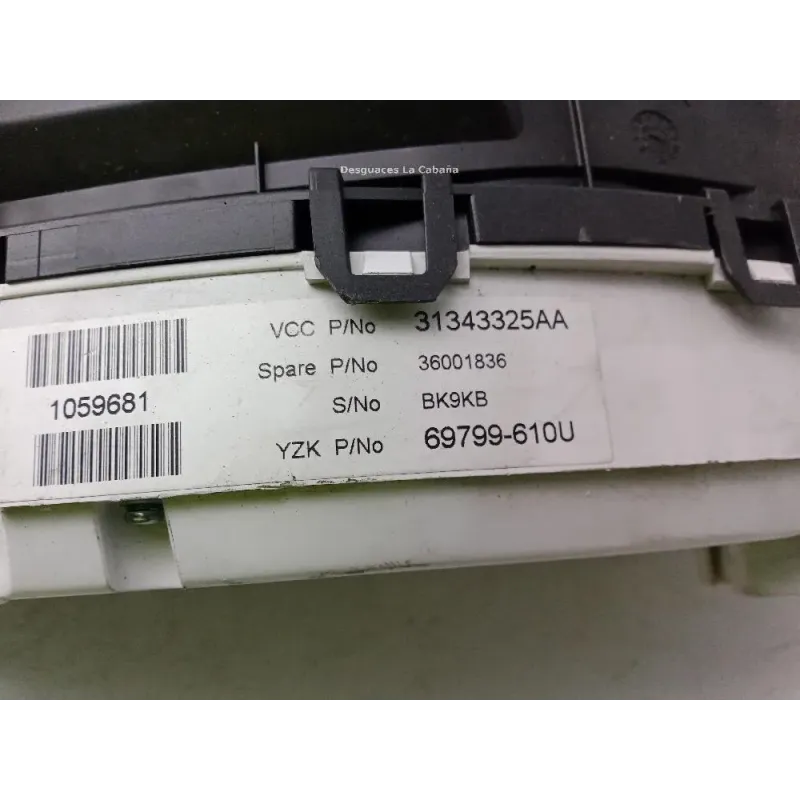 Desguaces La Cabaña
VCC P/No 31343325AA
Spare P/No 36001836
1059681
S/No BK9KB
YZK P/No 69799-610U